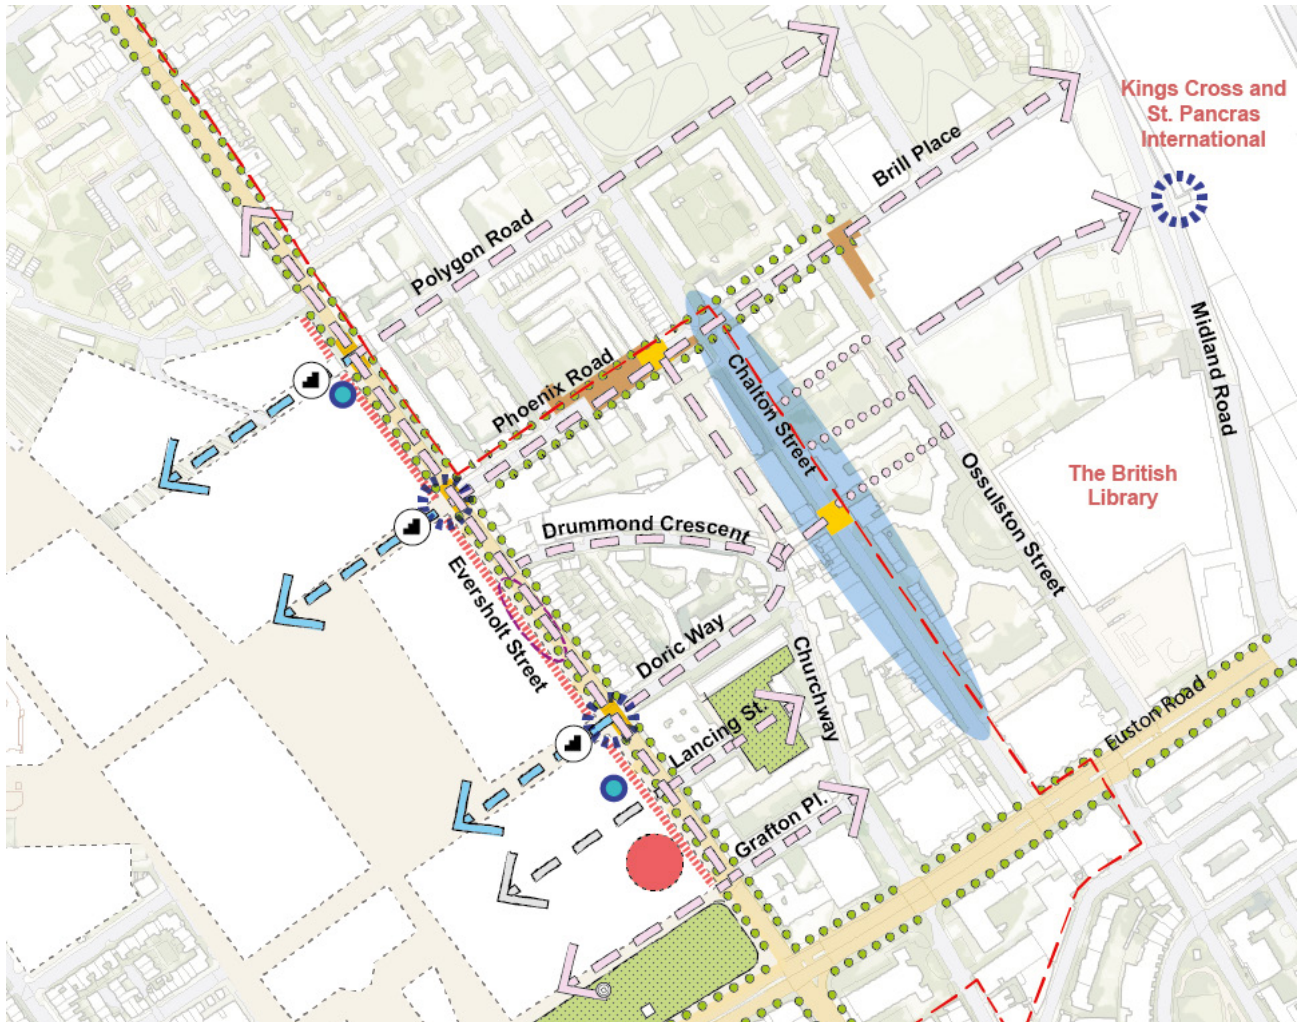 Kings Cross and
St. Pancras
International
Brill Place
Polygon Road
Midland Road
Phoenix Road
Chalton Street
The British
Library
Ossulston Street
Drummond Crescent
Eversholt Street
Doric Way
Churchway
Lancing St.
Euston Road
Grafton Pl.